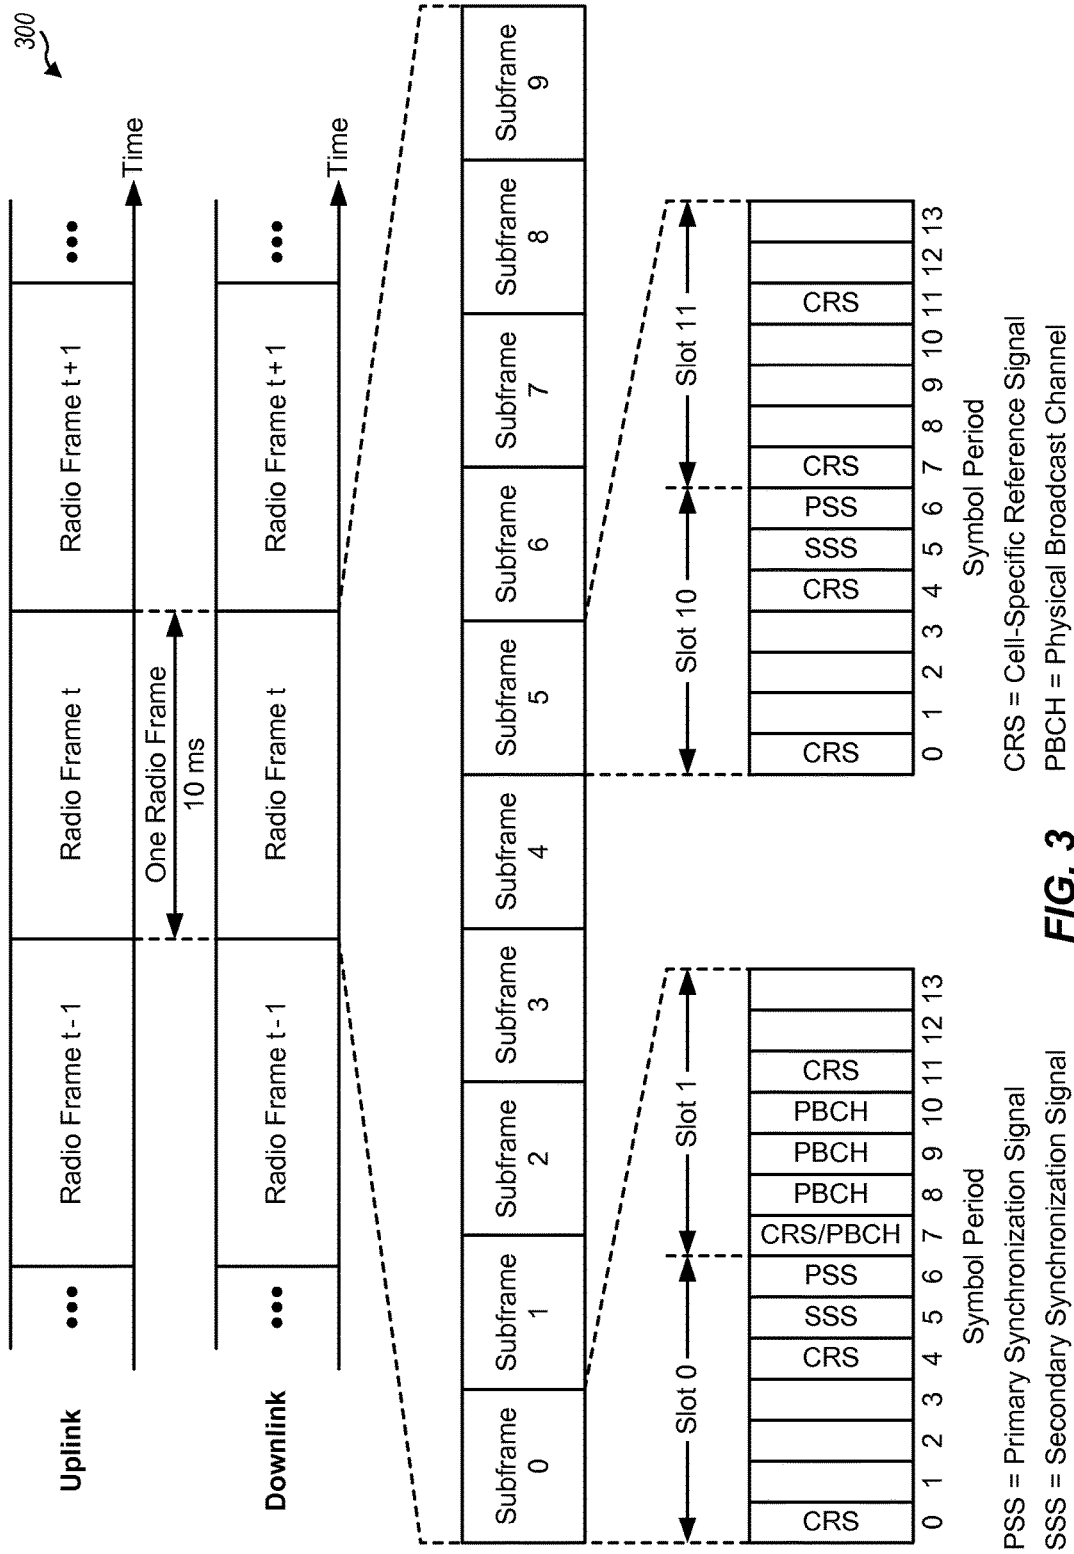 300
Uplink
•••
Radio Frame t - 1
Radio Frame t
Radio Frame t + 1
•••
Time
One Radio Frame
10 ms
Downlink
•••
Radio Frame t - 1
Radio Frame t
Radio Frame t + 1
•••
Time
Subframe 0
Subframe 1
Subframe 2
Subframe 3
Subframe 4
Subframe 5
Subframe 6
Subframe 7
Subframe 8
Subframe 9
Slot 0
Slot 1
CRS CRS SSS PSS CRS/PBCH PBCH PBCH PBCH CRS
0 1 2 3 4 5 6 7 8 9 10 11 12 13
Symbol Period
Slot 10
Slot 11
CRS CRS SSS PSS CRS CRS
0 1 2 3 4 5 6 7 8 9 10 11 12 13
Symbol Period
PSS = Primary Synchronization Signal
SSS = Secondary Synchronization Signal
CRS = Cell-Specific Reference Signal
PBCH = Physical Broadcast Channel
FIG. 3